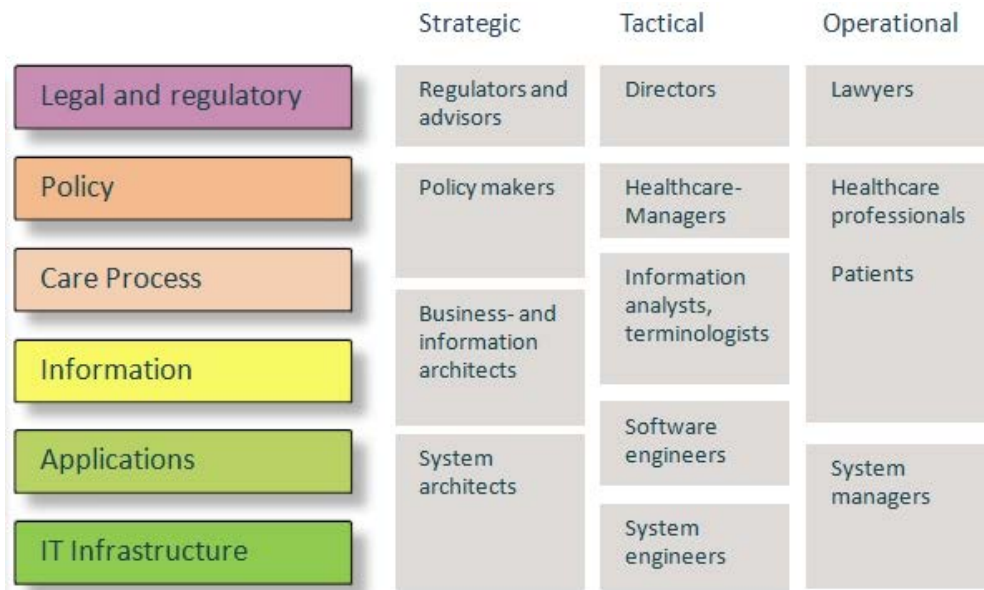 Strategic
Tactical
Operational
Legal and regulatory
Regulators and
advisors
Directors
Lawyers
Policy
Policy makers
Healthcare-
Managers
Healthcare
professionals
Patients
Care Process
Business- and
information
architects
Information
analysts,
terminologists
Information
Applications
System
architects
Software
engineers
System
managers
IT Infrastructure
System
engineers